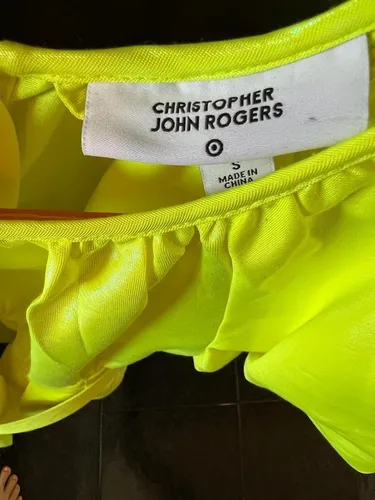 CHRISTOPHER
JOHN ROGERS
S
MADE IN
CHINA